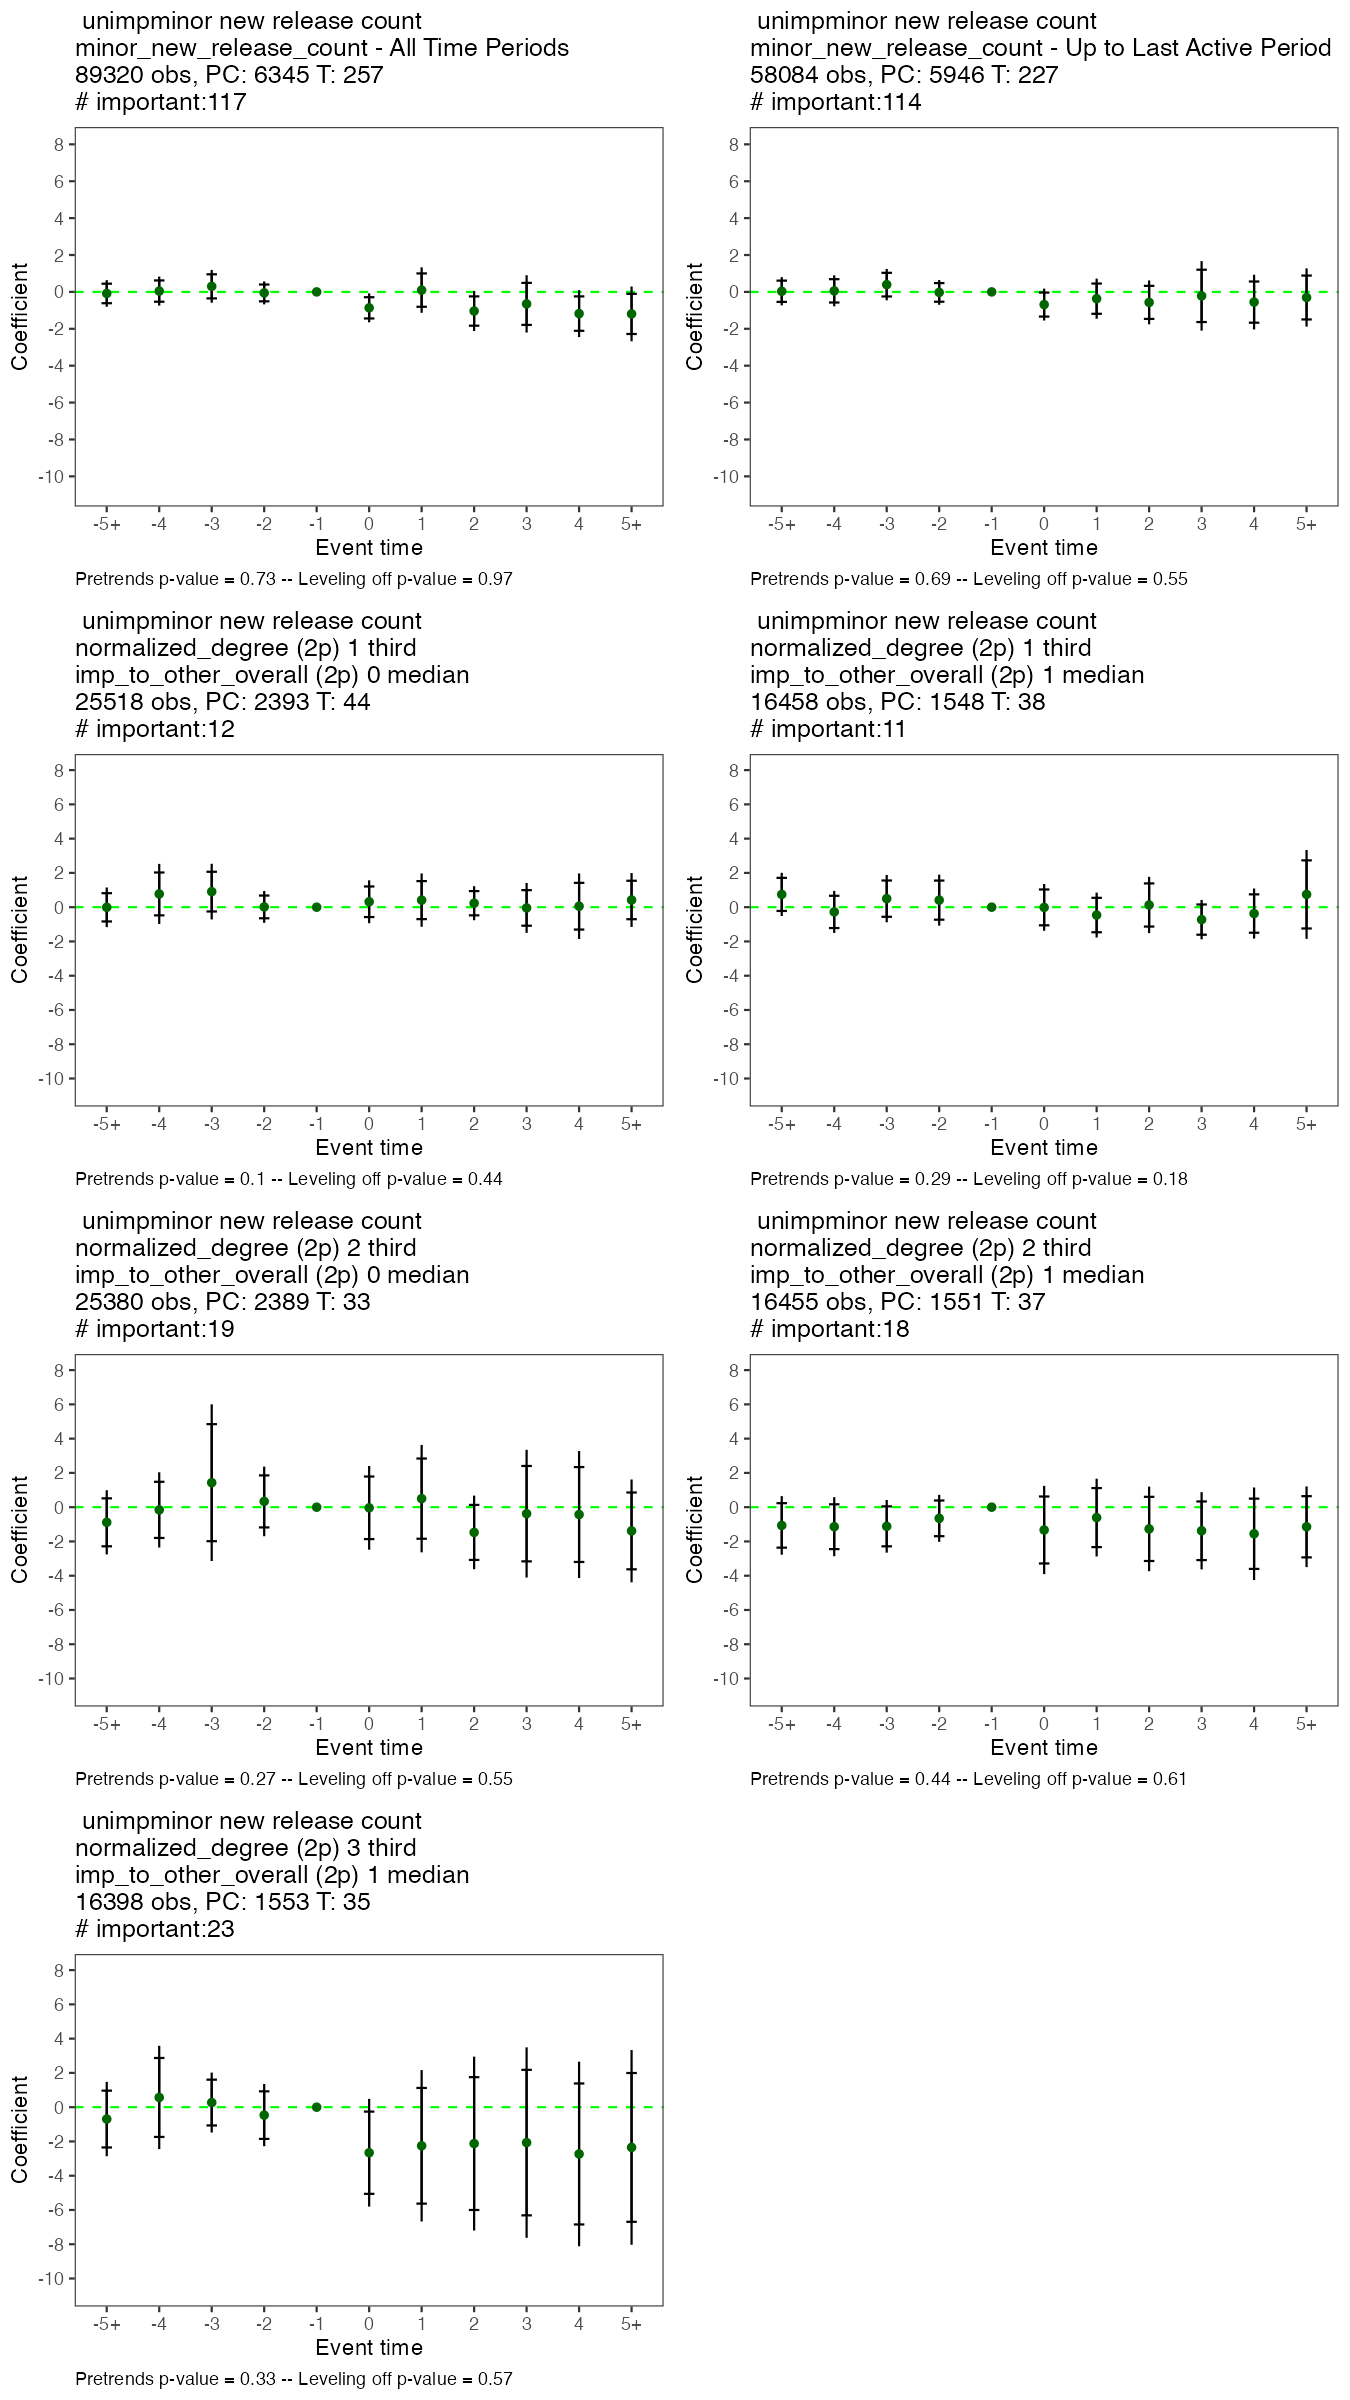 unimpminor new release count
minor_new_release_count - All Time Periods
89320 obs, PC: 6345 T: 257
# important:117
8
6
4
2
0
-2
-4
-6
-8
-10
Coefficient
-5+ -4 -3 -2 -1 0 1 2 3 4 5+
Event time
Pretrends p-value = 0.73 -- Leveling off p-value = 0.97
unimpminor new release count
minor_new_release_count - Up to Last Active Period
58084 obs, PC: 5946 T: 227
# important:114
8
6
4
2
0
-2
-4
-6
-8
-10
Coefficient
-5+ -4 -3 -2 -1 0 1 2 3 4 5+
Event time
Pretrends p-value = 0.69 -- Leveling off p-value = 0.55
unimpminor new release count
normalized_degree (2p) 1 third
imp_to_other_overall (2p) 0 median
25518 obs, PC: 2393 T: 44
# important:12
8
6
4
2
0
-2
-4
-6
-8
-10
Coefficient
-5+ -4 -3 -2 -1 0 1 2 3 4 5+
Event time
Pretrends p-value = 0.1 -- Leveling off p-value = 0.44
unimpminor new release count
normalized_degree (2p) 1 third
imp_to_other_overall (2p) 1 median
16458 obs, PC: 1548 T: 38
# important:11
8
6
4
2
0
-2
-4
-6
-8
-10
Coefficient
-5+ -4 -3 -2 -1 0 1 2 3 4 5+
Event time
Pretrends p-value = 0.29 -- Leveling off p-value = 0.18
unimpminor new release count
normalized_degree (2p) 2 third
imp_to_other_overall (2p) 0 median
25380 obs, PC: 2389 T: 33
# important:19
8
6
4
2
0
-2
-4
-6
-8
-10
Coefficient
-5+ -4 -3 -2 -1 0 1 2 3 4 5+
Event time
Pretrends p-value = 0.27 -- Leveling off p-value = 0.55
unimpminor new release count
normalized_degree (2p) 2 third
imp_to_other_overall (2p) 1 median
16455 obs, PC: 1551 T: 37
# important:18
8
6
4
2
0
-2
-4
-6
-8
-10
Coefficient
-5+ -4 -3 -2 -1 0 1 2 3 4 5+
Event time
Pretrends p-value = 0.44 -- Leveling off p-value = 0.61
unimpminor new release count
normalized_degree (2p) 3 third
imp_to_other_overall (2p) 1 median
16398 obs, PC: 1553 T: 35
# important:23
8
6
4
2
0
-2
-4
-6
-8
-10
Coefficient
-5+ -4 -3 -2 -1 0 1 2 3 4 5+
Event time
Pretrends p-value = 0.33 -- Leveling off p-value = 0.57